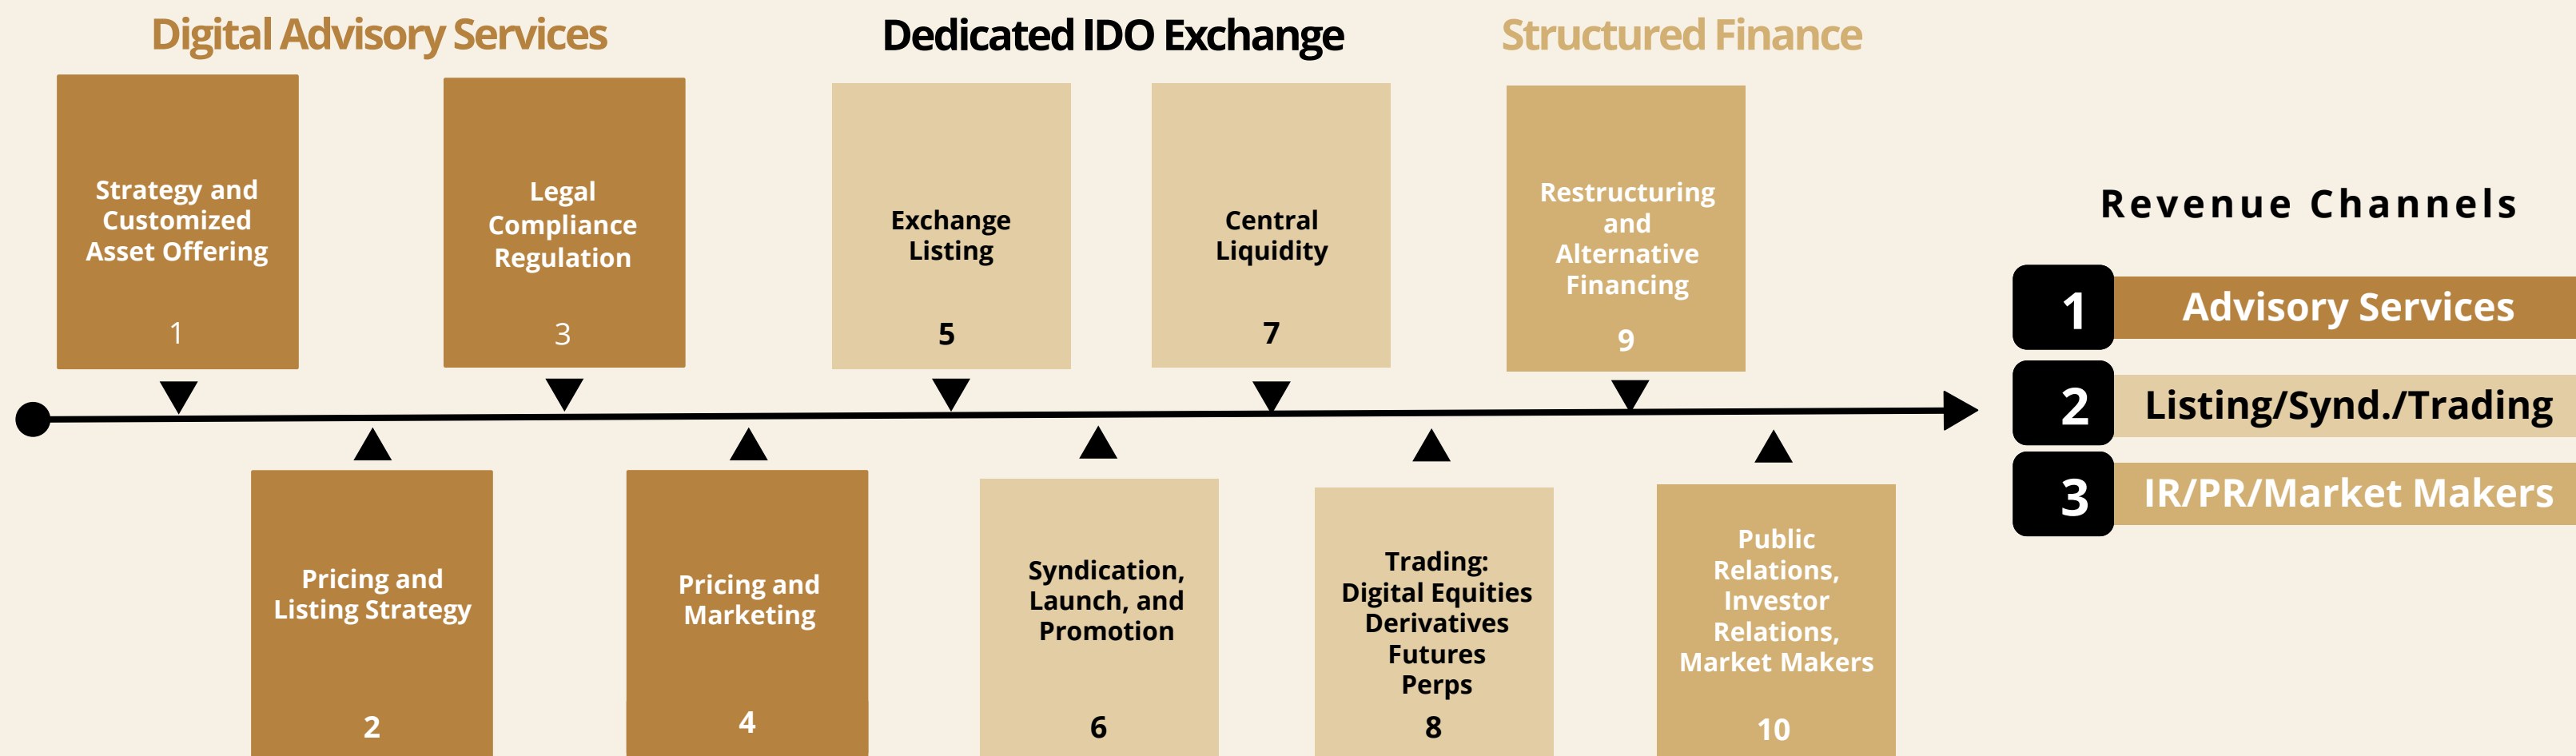 Digital Advisory Services
Dedicated IDO Exchange
Structured Finance
Strategy and
Customized
Asset Offering
1
Legal
Compliance
Regulation
3
Exchange
Listing
5
Central
Liquidity
7
Restructuring
and
Alternative
Financing
9
Pricing and
Listing Strategy
2
Pricing and
Marketing
4
Syndication,
Launch, and
Promotion
6
Trading:
Digital Equities
Derivatives
Futures
Perps
8
Public
Relations,
Investor
Relations,
Market Makers
10
Revenue Channels
1 Advisory Services
2 Listing/Synd./Trading
3 IR/PR/Market Makers